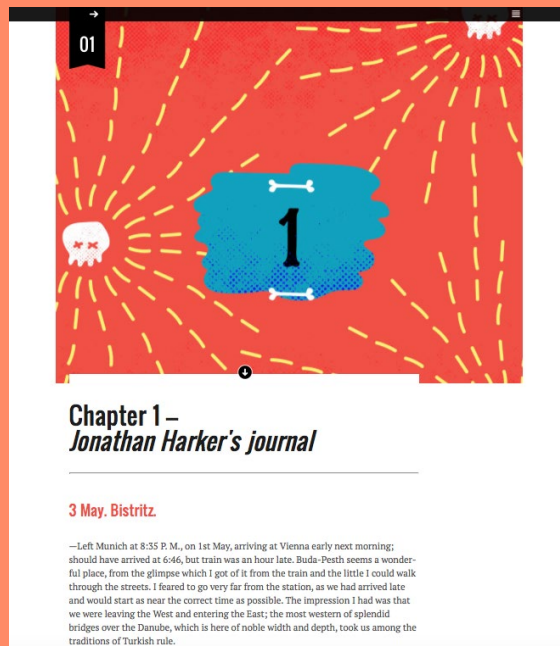 01
1
Chapter 1 –
Jonathan Harker's journal
3 May. Bistritz.
—Left Munich at 8:35 P. M., on 1st May, arriving at Vienna early next morning;
should have arrived at 6:46, but train was an hour late. Buda-Pesth seems a wonder-
ful place, from the glimpse which I got of it from the train and the little I could walk
through the streets. I feared to go very far from the station, as we had arrived late
and would start as near the correct time as possible. The impression I had was that
we were leaving the West and entering the East; the most western of splendid
bridges over the Danube, which is here of noble width and depth, took us among the
traditions of Turkish rule.